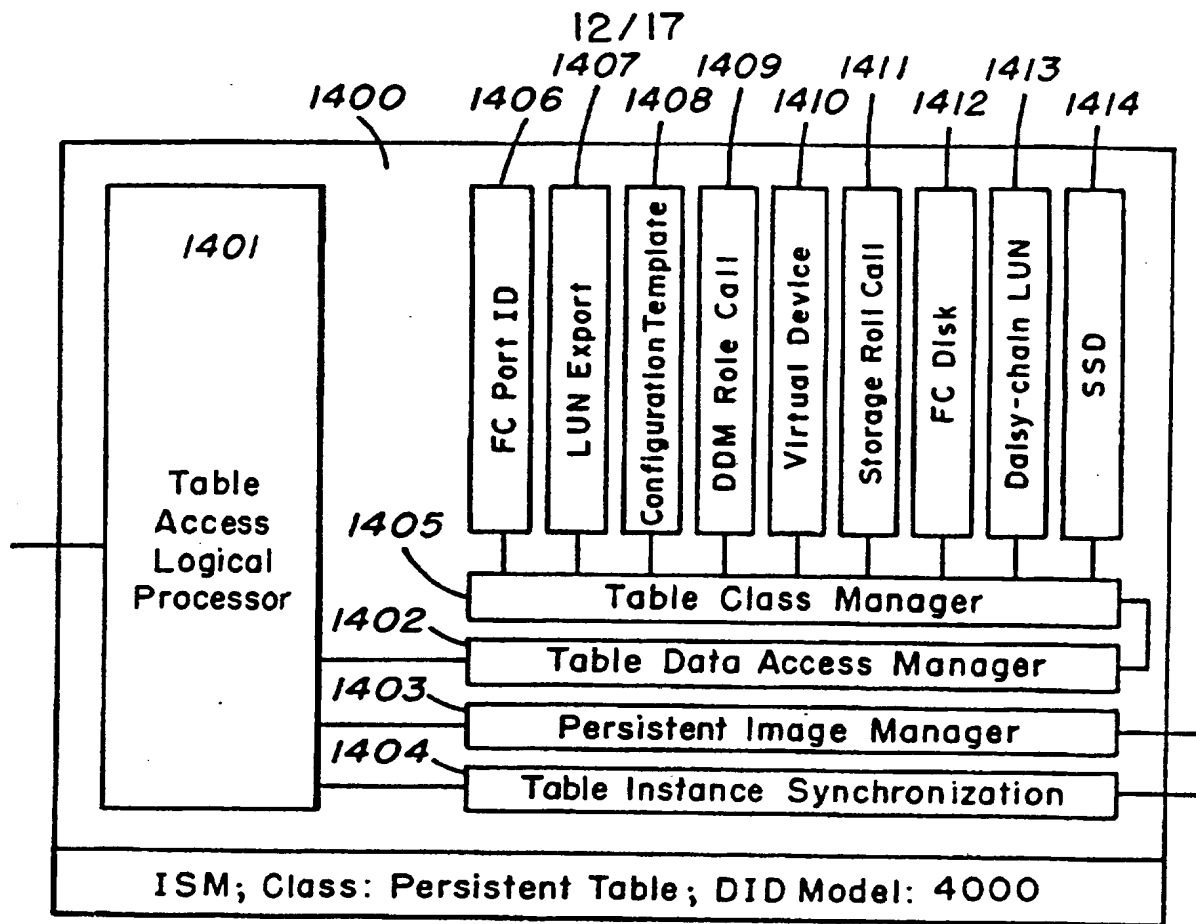 12/17
1407 1409 1411 1413
1400 1406 1408 1410 1412 1414
1401
FC Port ID
LUN Export
Configuration Template
DDM Role Call
Virtual Device
Storage Roll Call
FC Disk
Daisy-chain LUN
SSD
Table
Access
Logical
Processor
1405
Table Class Manager
1402
Table Data Access Manager
1403
Persistent Image Manager
1404
Table Instance Synchronization
ISM; Class: Persistent Table; DID Model: 4000